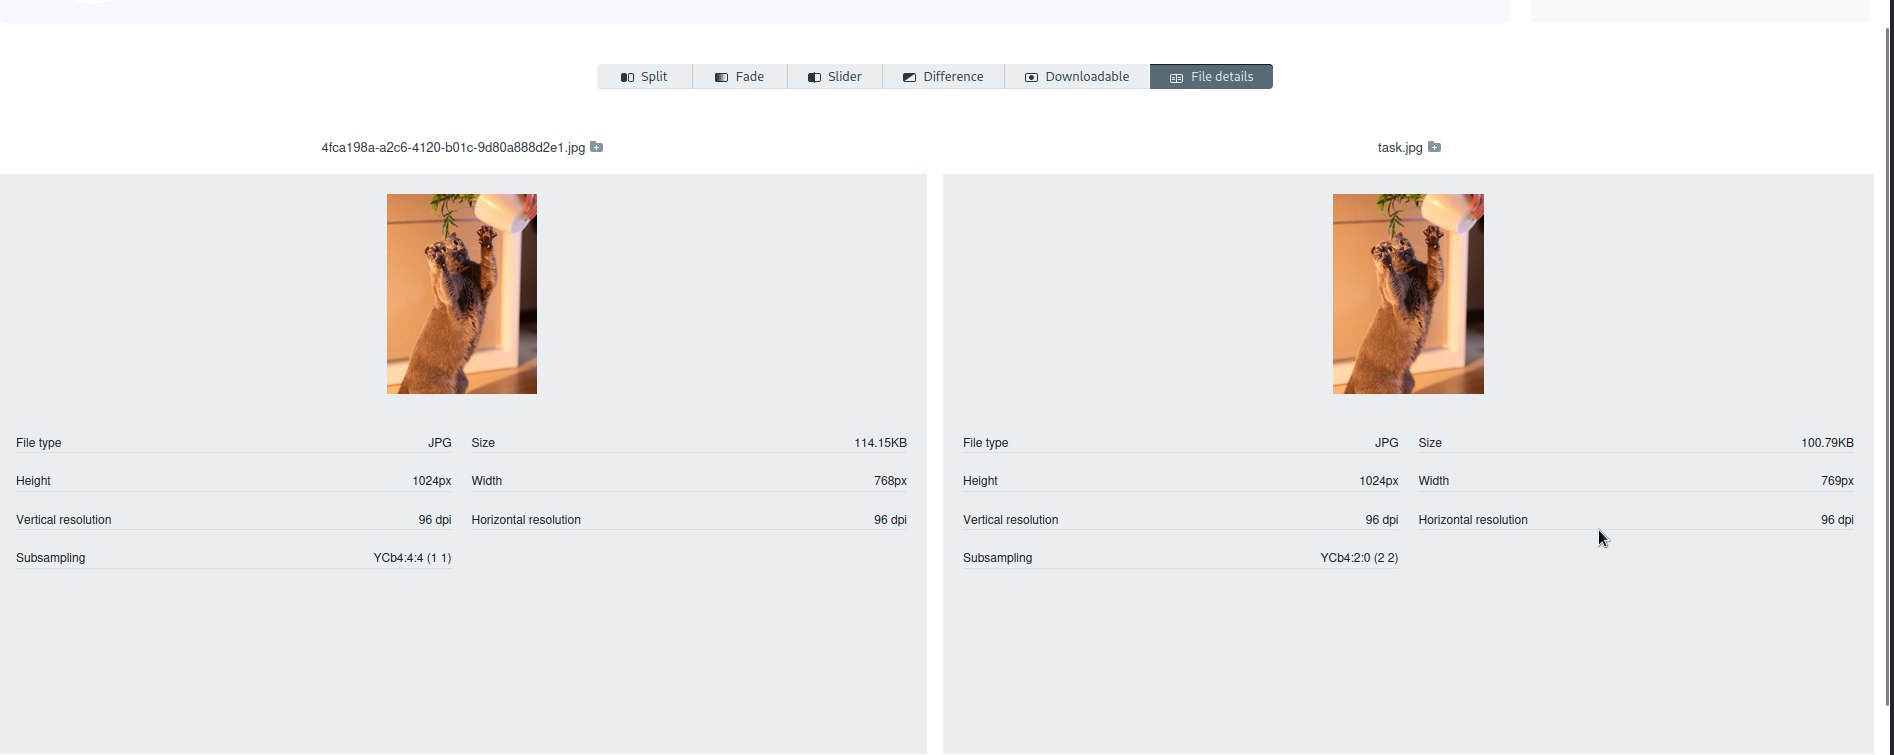 Split Fade Slider Difference Downloadable File details
4fca198a-a2c6-4120-b01c-9d80a888d2e1.jpg
task.jpg
File type JPG Size 114.15KB
Height 1024px Width 768px
Vertical resolution 96 dpi Horizontal resolution 96 dpi
Subsampling YCb4:4:4 (1 1)
File type JPG Size 100.79KB
Height 1024px Width 769px
Vertical resolution 96 dpi Horizontal resolution 96 dpi
Subsampling YCb4:2:0 (2 2)